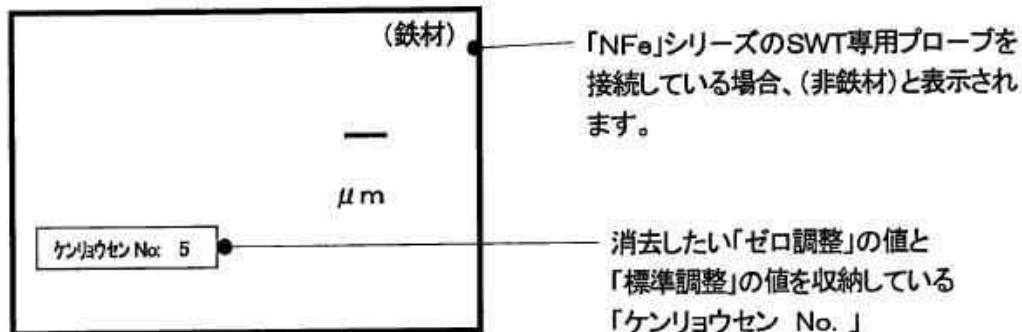 (鉄材)
「NFe」シリーズのSWT専用プローブを
接続している場合、(非鉄材)と表示され
ます。
―
μm
ケンリョウセン No: 5
消去したい「ゼロ調整」の値と
「標準調整」の値を収納している
「ケンリョウセン No. 」